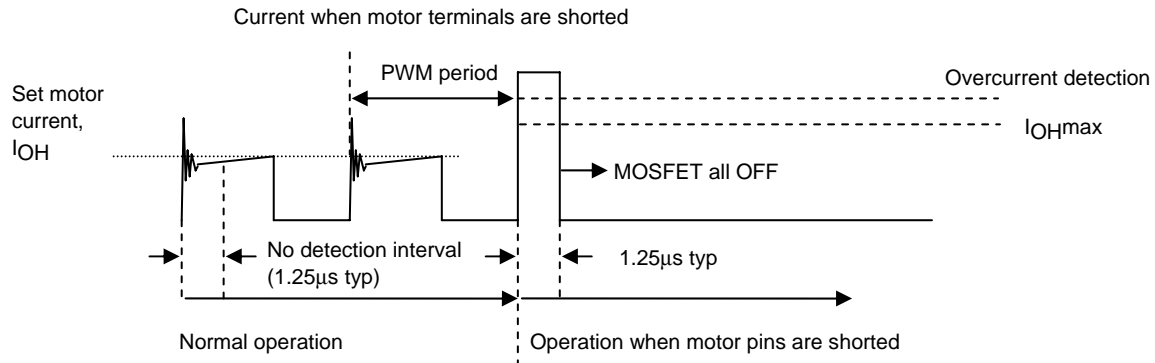 Current when motor terminals are shorted
PWM period
Overcurrent detection
Set motor
current,
IOH
IOHmax
MOSFET all OFF
No detection interval
(1.25μs typ)
1.25μs typ
Normal operation
Operation when motor pins are shorted